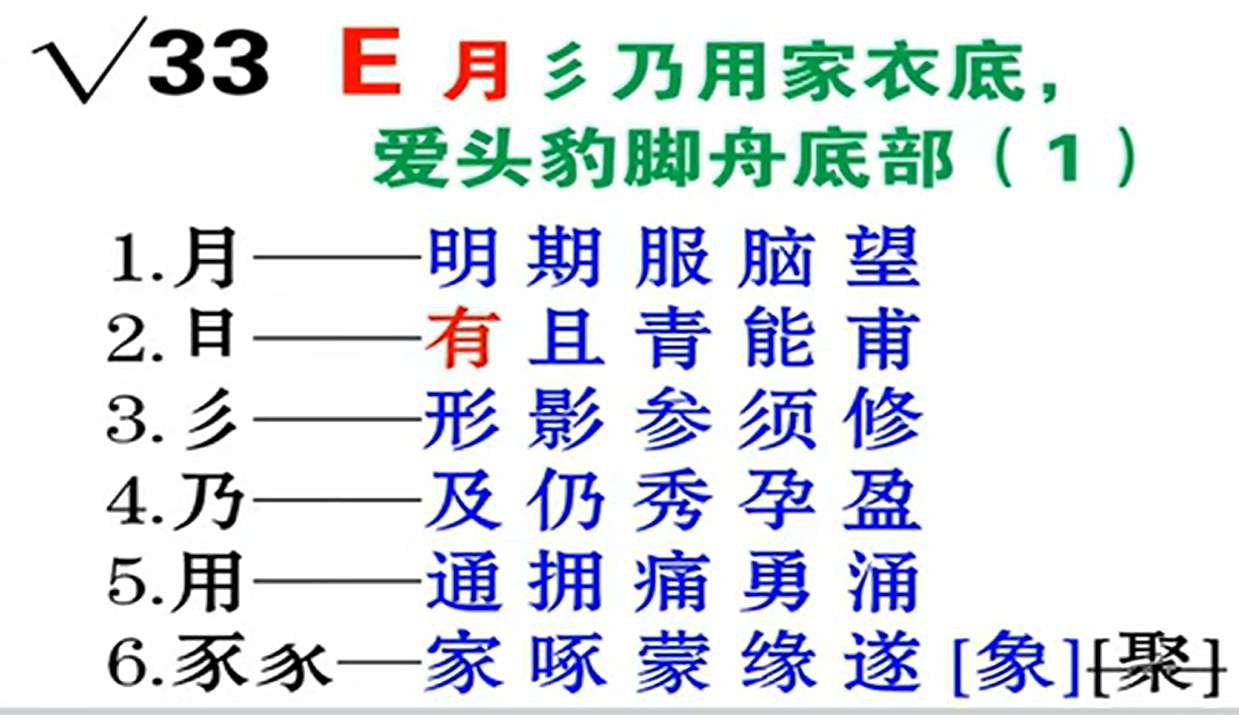 √33 E 月彡乃用家衣底，
爱头豹脚舟底部（1）
1.月——明 期 服 脑 望
2.日——有 且 青 能 甫
3.彡——形 影 参 须 修
4.乃——及 仍 秀 孕 盈
5.用——通 拥 痛 勇 涌
6.豕 —家 啄 蒙 缘 遂 [象][聚]